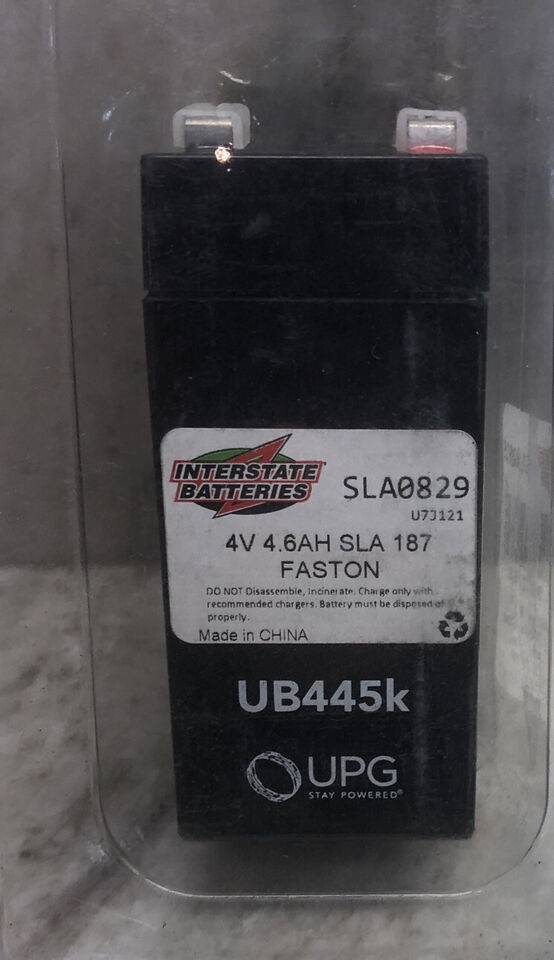 INTERSTATE
BATTERIES
SLA0829
U7J121
4V 4.6AH SLA 187
FASTON
DO NOT Disassemble, Incinerate. Charge only with
recommended chargers. Battery must be disposed of
properly.
Made in CHINA
UB445k
UPG
STAY POWERED®